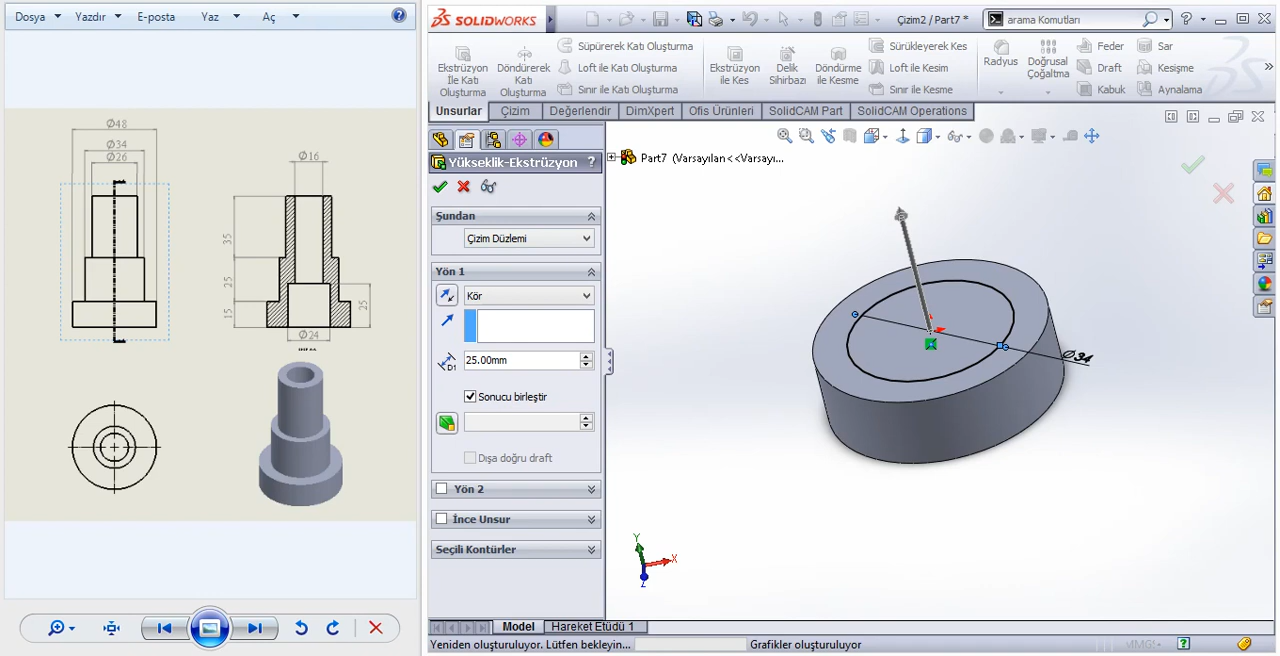 Dosya Yazdır E-posta Yaz Aç
Ø48
Ø34
Ø26
Ø16
35
25
15
25
Ø24
SOLIDWORKS
Çizim2 / Part7 *
arama Komutları
Ekstrüzyon İle Katı Oluşturma
Döndürerek Katı Oluşturma
Süpürerek Katı Oluşturma
Loft ile Katı Oluşturma
Sınır ile Katı Oluşturma
Ekstrüzyon ile Kes
Delik Sihirbazı
Döndürme ile Kesme
Sürükleyerek Kes
Loft ile Kesim
Sınır ile Kesme
Radyus
Doğrusal Çoğaltma
Feder
Draft
Kabuk
Sar
Kesişme
Aynalama
Unsurlar Çizim Değerlendir DimXpert Ofis Ürünleri SolidCAM Part SolidCAM Operations
Yükseklik-Ekstrüzyon ?
Part7 (Varsayılan<<Varsayı...
Şundan
Çizim Düzlemi
Yön 1
Kör
D1
25.00mm
Sonucu birleştir
Dışa doğru draft
Yön 2
İnce Unsur
Seçili Kontürler
Ø34
Y
X
Z
Model Hareket Etüdü 1
Yeniden oluşturuluyor. Lütfen bekleyin... Grafikler oluşturuluyor